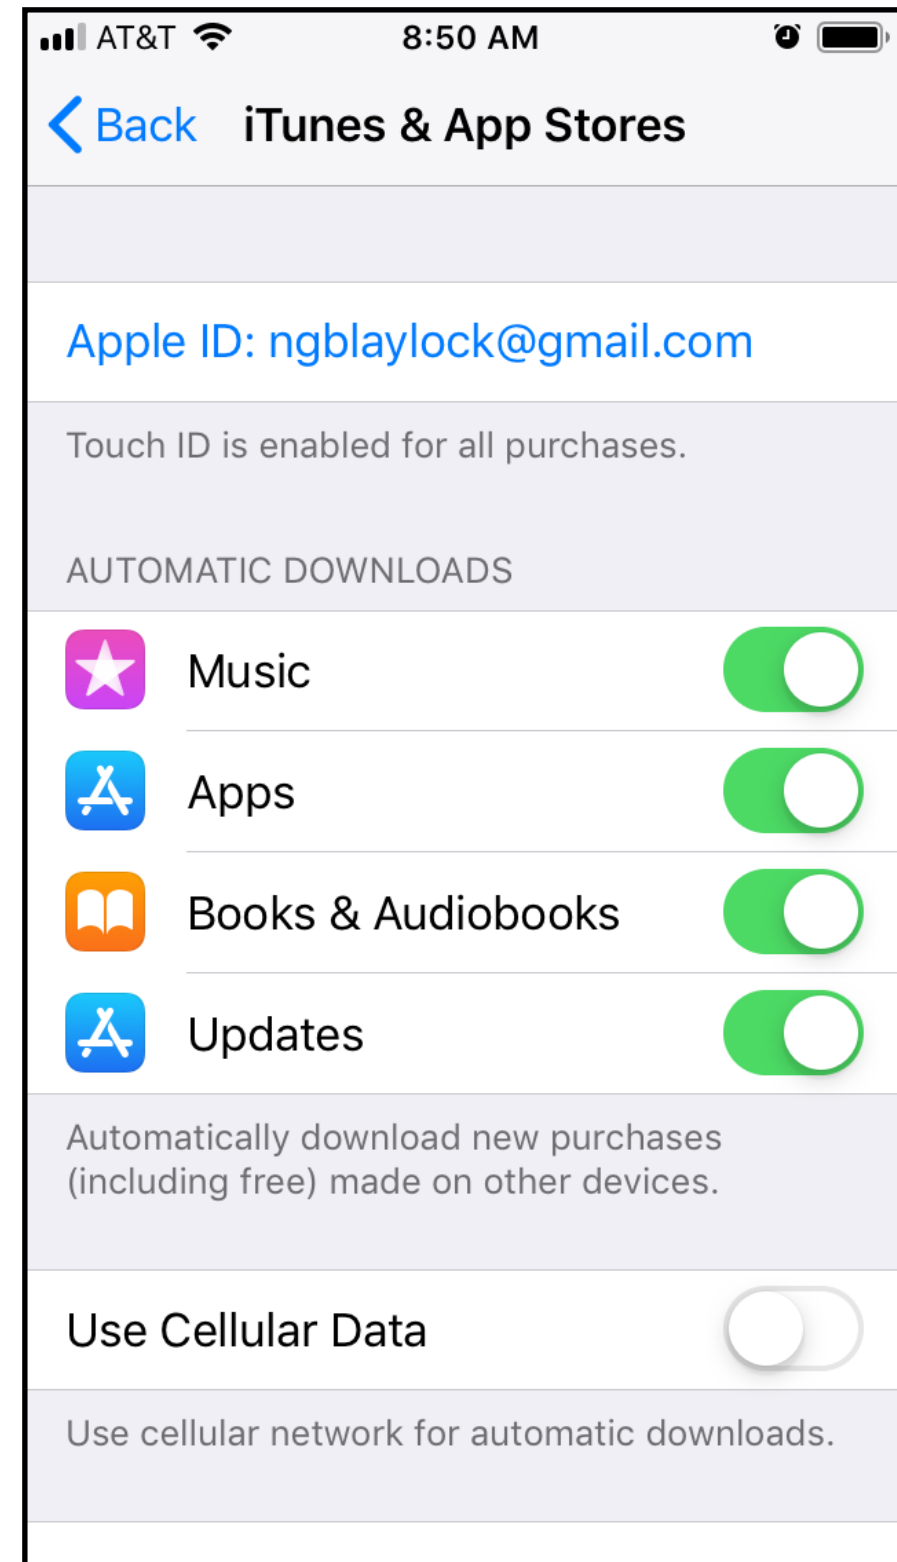 AT&T 8:50 AM
Back iTunes & App Stores
Apple ID: ngblaylock@gmail.com
Touch ID is enabled for all purchases.
AUTOMATIC DOWNLOADS
Music
Apps
Books & Audiobooks
Updates
Automatically download new purchases
(including free) made on other devices.
Use Cellular Data
Use cellular network for automatic downloads.